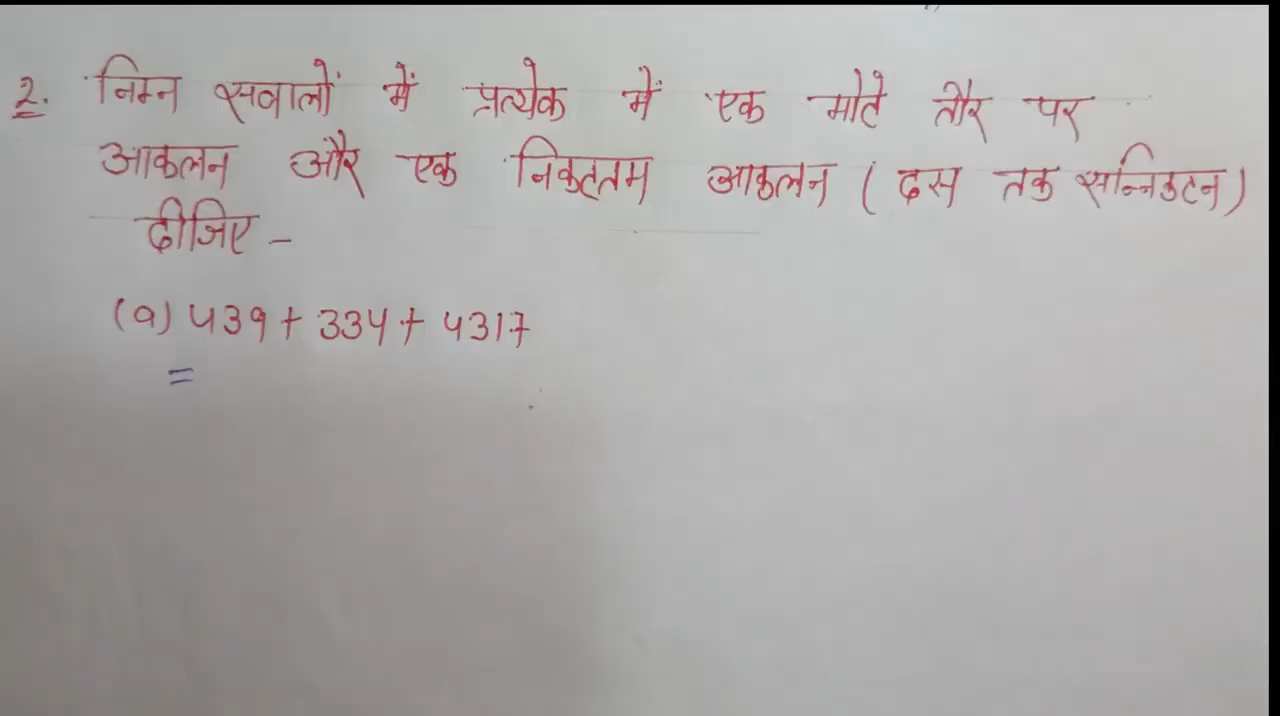 2. निम्न सवालों में प्रत्येक में एक मोटे तौर पर
आकलन और एक निकटतम आकलन (दस तक सन्निकटन)
दीजिए -
(a) 439 + 334 + 4317
=